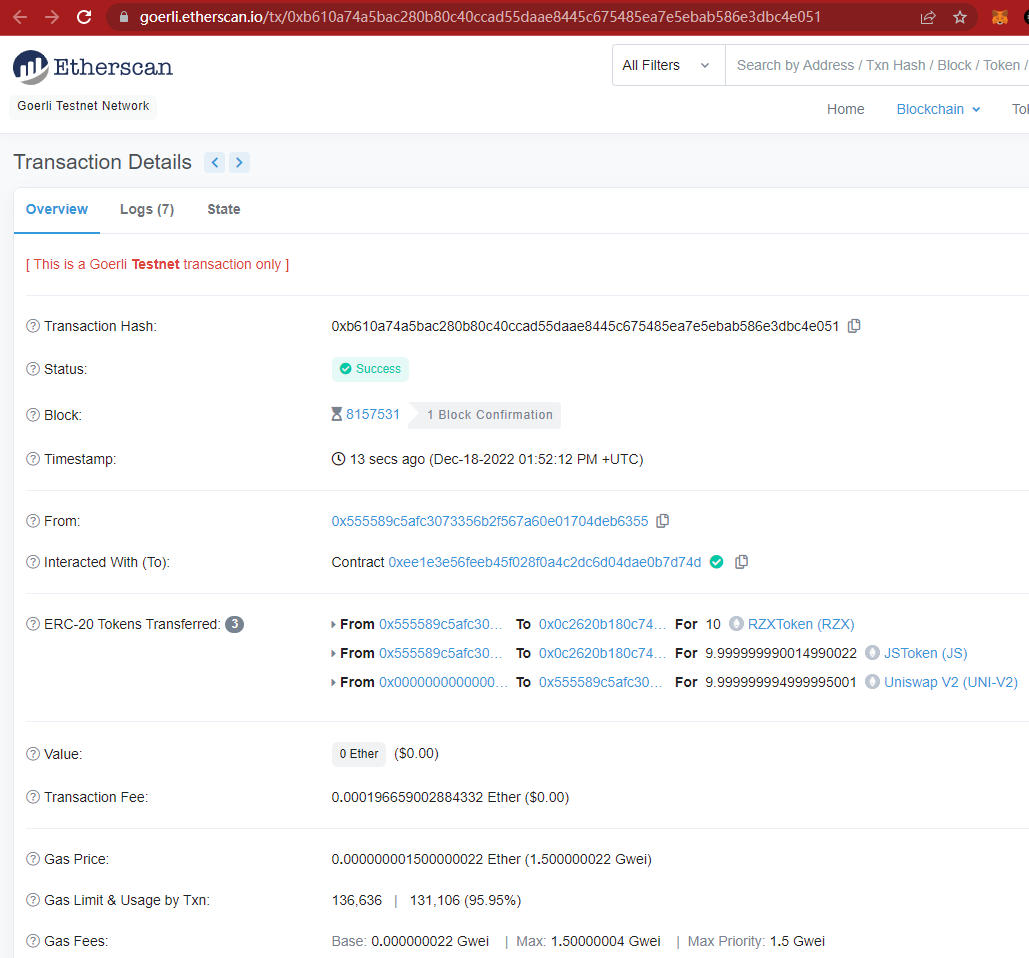 goerli.etherscan.io/tx/0xb610a74a5bac280b80c40ccad55daae8445c675485ea7e5ebab586e3dbc4e051
Etherscan
All Filters Search by Address / Txn Hash / Block / Token /
Goerli Testnet Network
Home Blockchain
Transaction Details
Overview Logs (7) State
[ This is a Goerli Testnet transaction only ]
Transaction Hash: 0xb610a74a5bac280b80c40ccad55daae8445c675485ea7e5ebab586e3dbc4e051
Status: Success
Block: 8157531 1 Block Confirmation
Timestamp: 13 secs ago (Dec-18-2022 01:52:12 PM +UTC)
From: 0x555589c5afc3073356b2f567a60e01704deb6355
Interacted With (To): Contract 0xee1e3e56feeb45f028f0a4c2dc6d04dae0b7d74d
ERC-20 Tokens Transferred: 3 From 0x555589c5afc30... To 0x0c2620b180c74... For 10 RZXToken (RZX)
From 0x555589c5afc30... To 0x0c2620b180c74... For 9.999999990014990022 JSToken (JS)
From 0x0000000000000... To 0x555589c5afc30... For 9.999999994999995001 Uniswap V2 (UNI-V2)
Value: 0 Ether ($0.00)
Transaction Fee: 0.000196659002884332 Ether ($0.00)
Gas Price: 0.000000001500000022 Ether (1.500000022 Gwei)
Gas Limit & Usage by Txn: 136,636 | 131,106 (95.95%)
Gas Fees: Base: 0.000000022 Gwei | Max: 1.50000004 Gwei | Max Priority: 1.5 Gwei